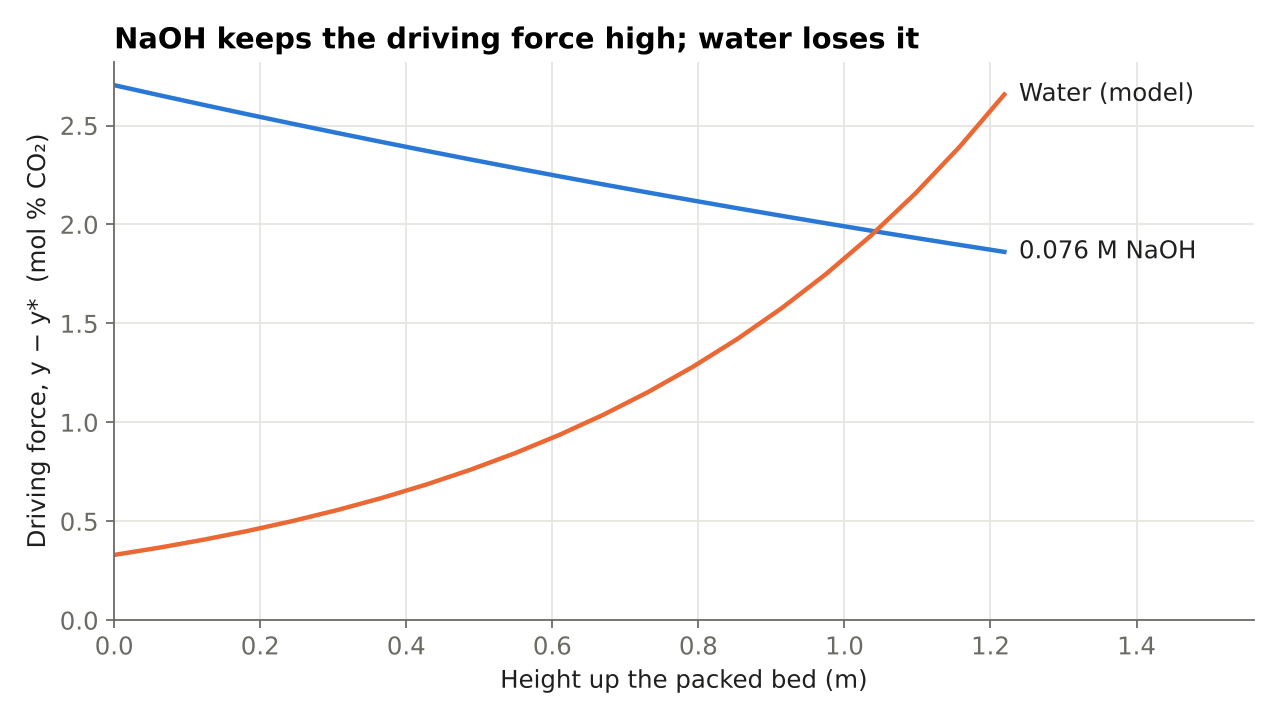 NaOH keeps the driving force high; water loses it
Driving force, y − y*  (mol % CO₂)
2.5
2.0
1.5
1.0
0.5
0.0
Water (model)
0.076 M NaOH
0.0 0.2 0.4 0.6 0.8 1.0 1.2 1.4
Height up the packed bed (m)